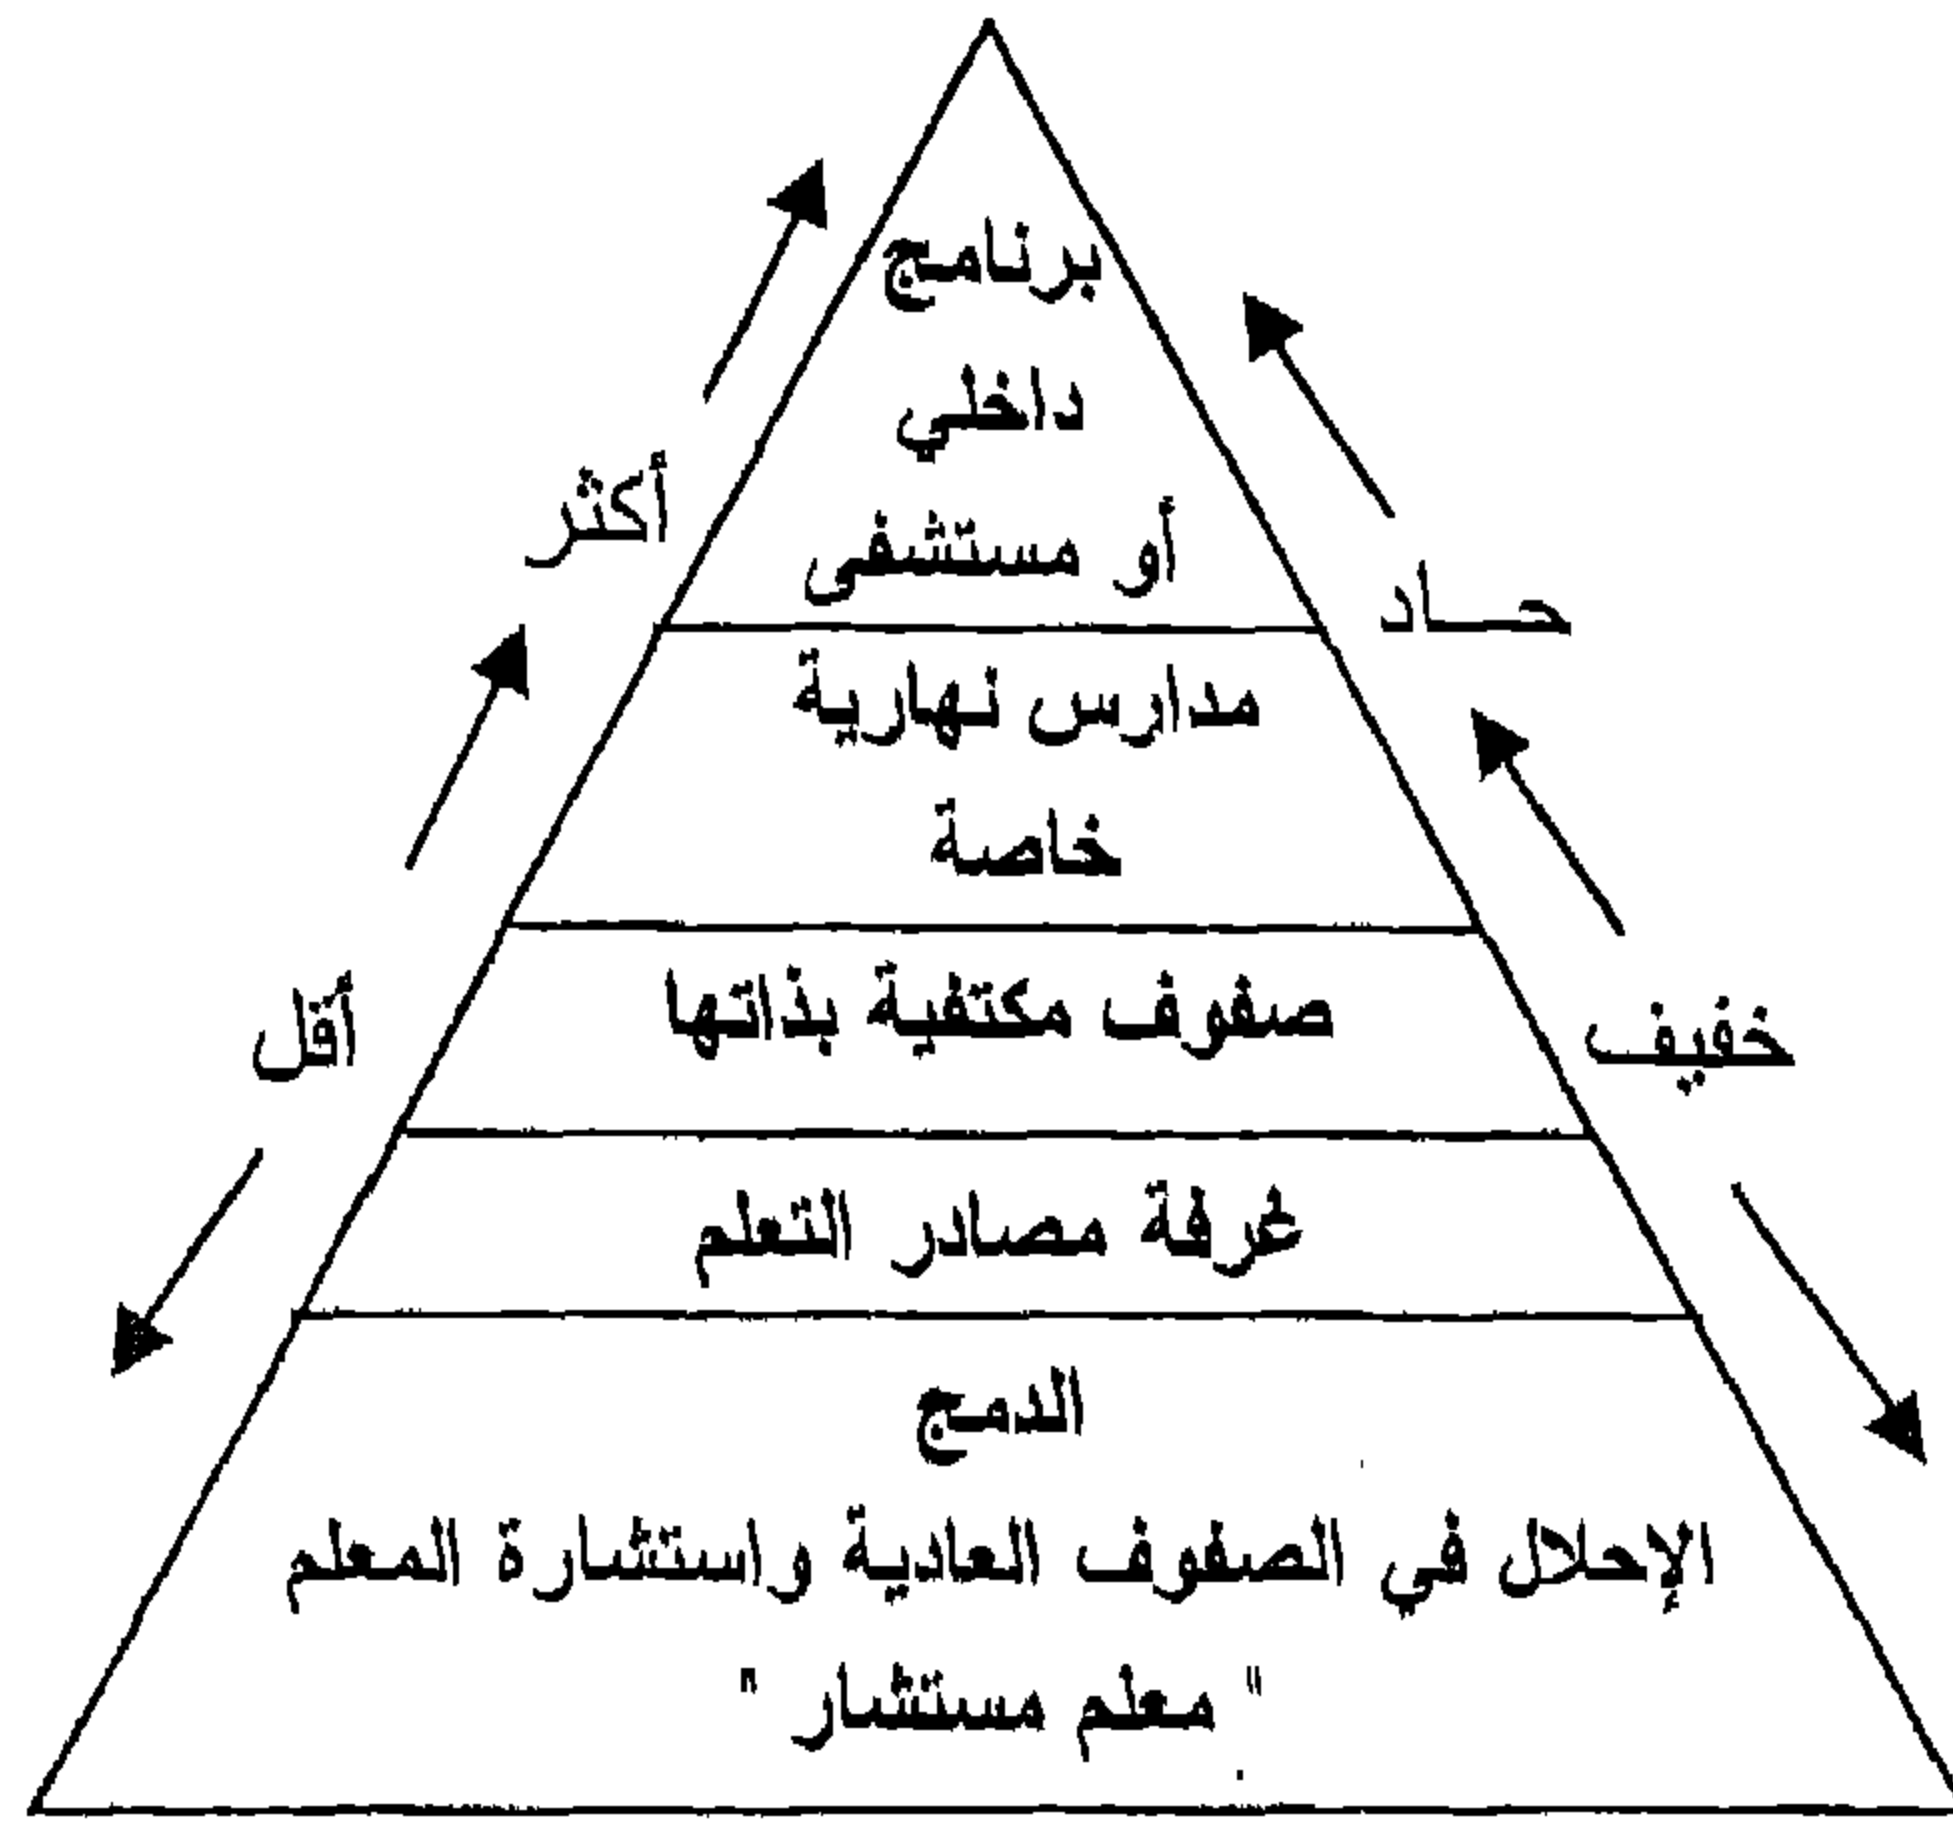 برنامج
داخلي
أو مستشفى
أكثر
حاد
مدارس نهارية
خاصة
صفوف مكتفية بذاتها
أقل
خفيف
غرفة مصادر التعلم
الدمج
الإحلال في الصفوف العادية واستشارة المعلم
" معلم مستشار "